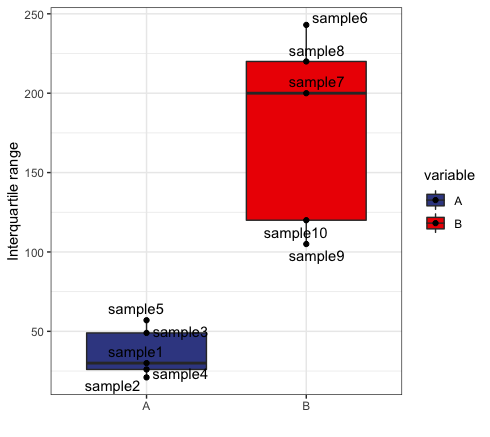 250
200
150
100
50
Interquartile range
sample6
sample8
sample7
sample10
sample9
sample5
sample3
sample1
sample4
sample2
A
B
variable
A
B